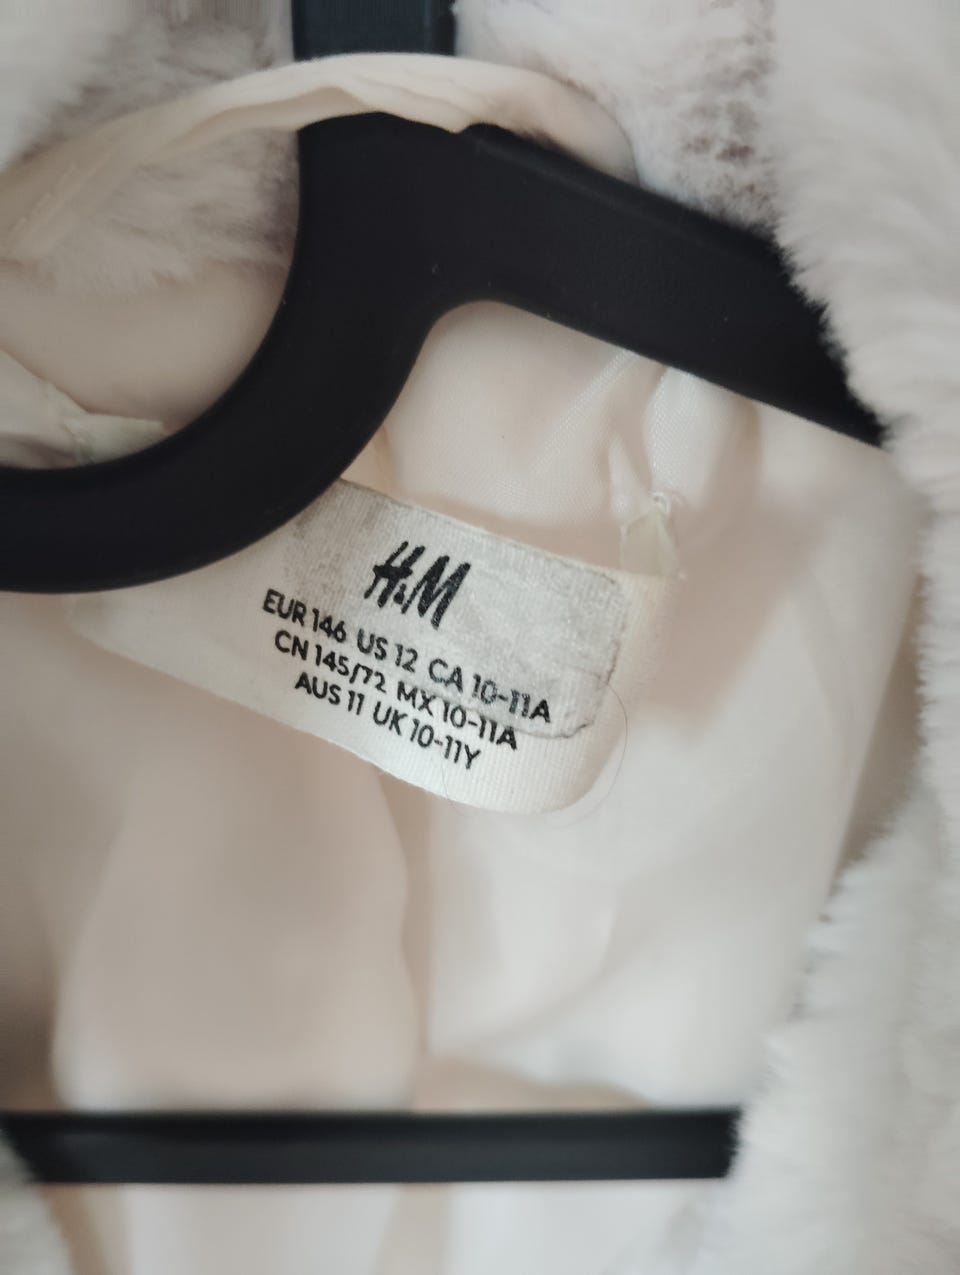 H&M
EUR 146 US 12 CA 10-11A
CN 145/72 MX 10-11A
AUS 11 UK 10-11Y